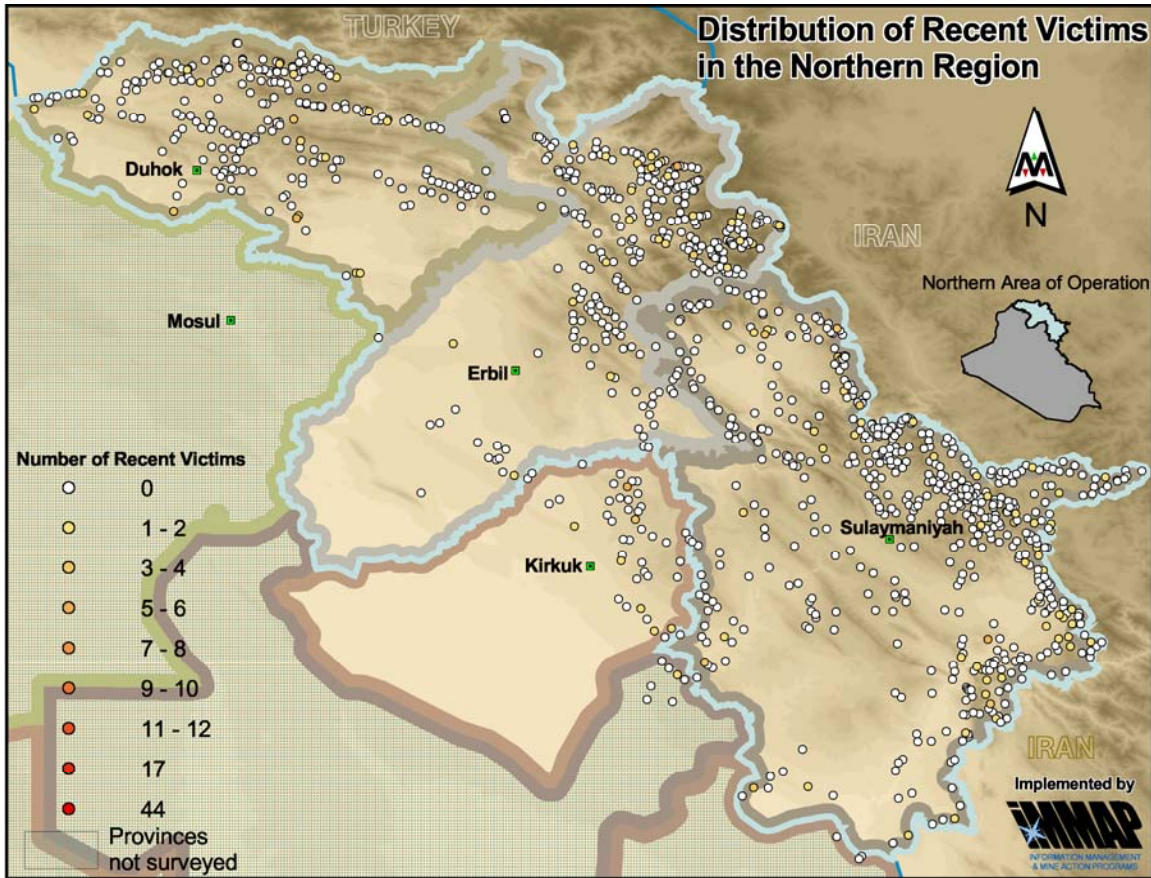 TURKEY
Distribution of Recent Victims
in the Northern Region
N
IRAN
Northern Area of Operation
Duhok
Mosul
Erbil
Number of Recent Victims
0
1 - 2
3 - 4
5 - 6
7 - 8
9 - 10
11 - 12
17
44
Provinces
not surveyed
Sulaymaniyah
Kirkuk
IRAN
Implemented by
iMMAP
INFORMATION MANAGEMENT
& MINE ACTION PROGRAMS